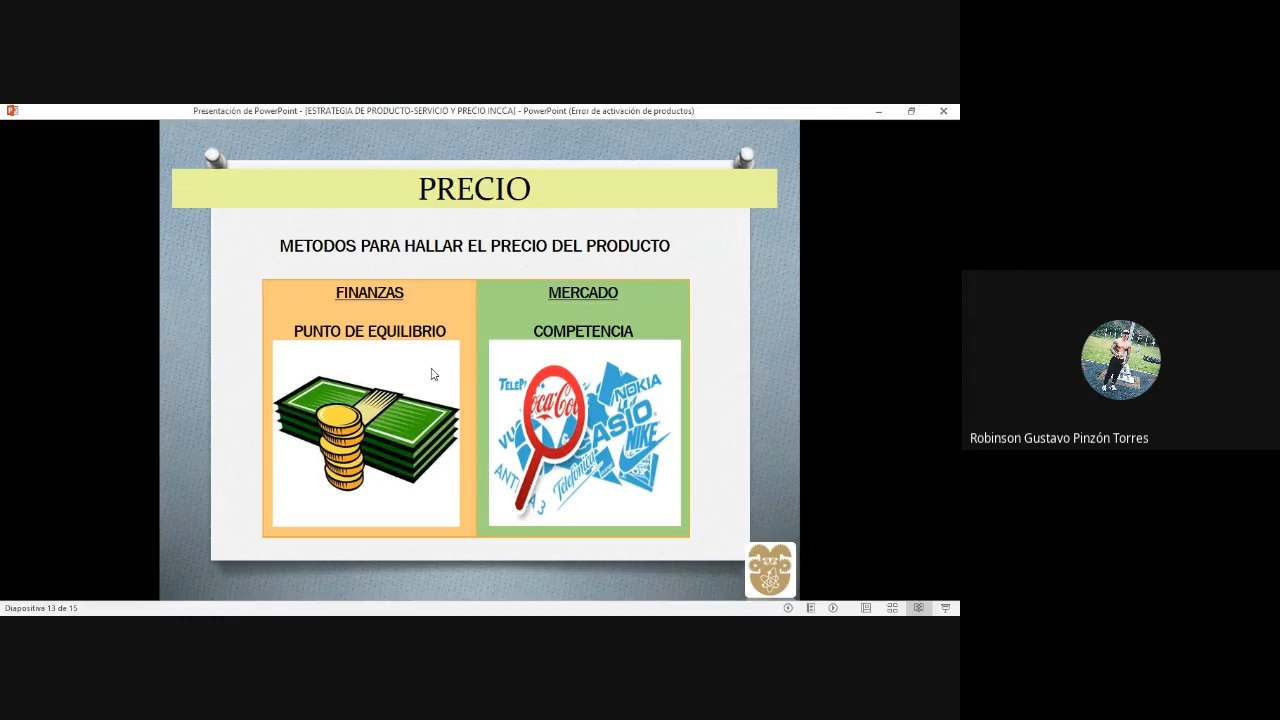 Presentación de PowerPoint - [ESTRATEGIA DE PRODUCTO-SERVICIO Y PRECIO INCCA] - PowerPoint (Error de activación de productos)
PRECIO
METODOS PARA HALLAR EL PRECIO DEL PRODUCTO
FINANZAS
PUNTO DE EQUILIBRIO
MERCADO
COMPETENCIA
NOKIA
CASIO
NIKE
Telefónica
ANTENA 3
Robinson Gustavo Pinzón Torres
Diapositiva 13 de 15